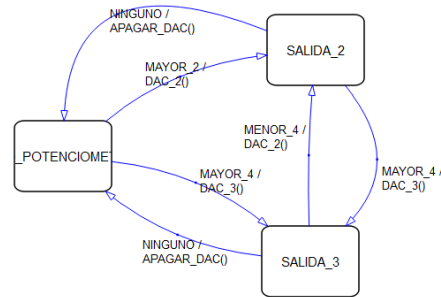 NINGUNO /
APAGAR_DAC()
SALIDA_2
MAYOR_2 /
DAC_2()
_POTENCIOME
MENOR_4 /
DAC_2()
MAYOR_4 /
DAC_3()
MAYOR_4 /
DAC_3()
NINGUNO /
APAGAR_DAC()
SALIDA_3